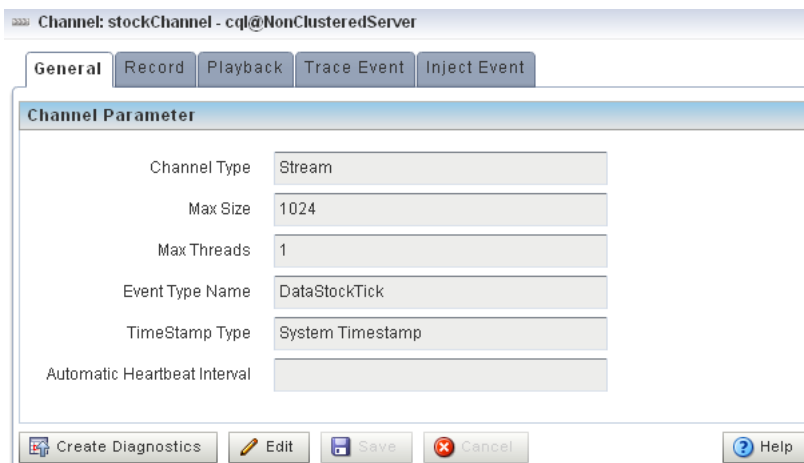 Channel: stockChannel - cql@NonClusteredServer
General Record Playback Trace Event Inject Event
Channel Parameter
Channel Type Stream
Max Size 1024
Max Threads 1
Event Type Name DataStockTick
TimeStamp Type System Timestamp
Automatic Heartbeat Interval
Create Diagnostics Edit Save Cancel Help